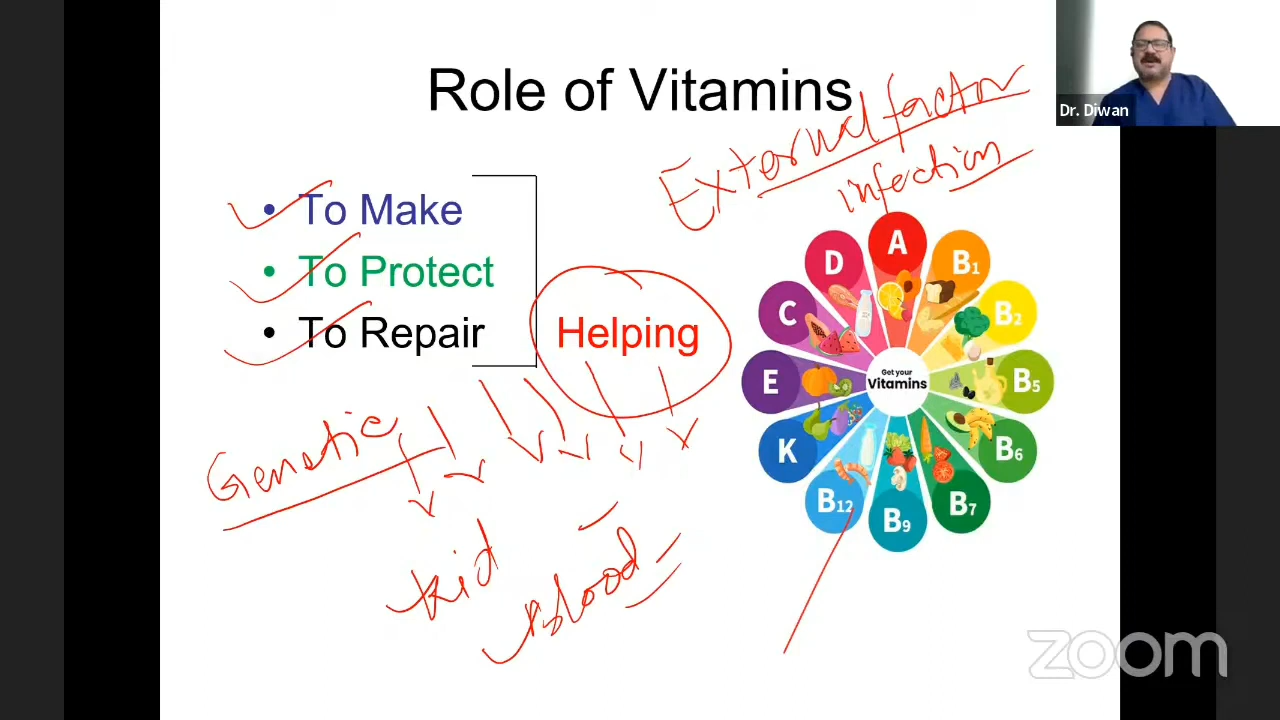 Role of Vitamins
Dr. Diwan
External factor
infection
• To Make
• To Protect
• To Repair
Helping
A
B1
B2
B5
B6
B7
B9
B12
K
E
C
D
Get your
Vitamins
Genetic
kid
Blood
zoom